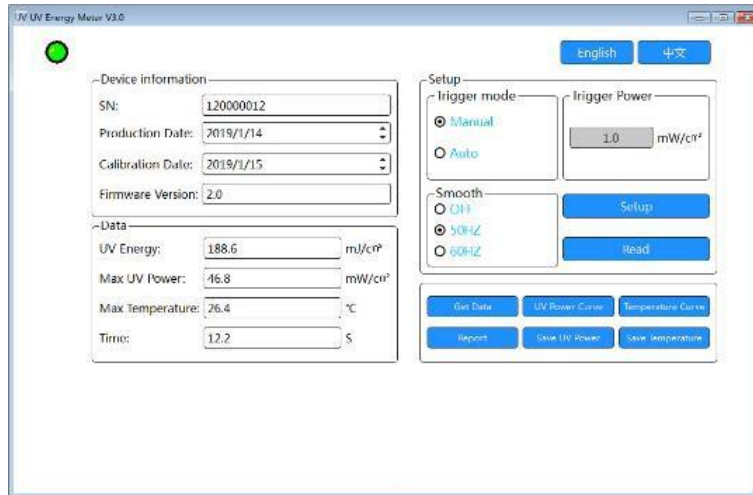 UV UV Energy Meter V3.0
English 中文
Device information
SN: 120000012
Production Date: 2019/1/14
Calibration Date: 2019/1/15
Firmware Version: 2.0
Data
UV Energy: 188.6 mJ/cm²
Max UV Power: 46.8 mW/cm²
Max Temperature: 26.4 ℃
Time: 12.2 S
Setup
Trigger mode
Manual
Auto
Trigger Power
1.0 mW/cm²
Smooth
OFF
50HZ
60HZ
Setup
Read
Get Data UV Power Curve Temperature Curve
Report Save UV Power Save Temperature